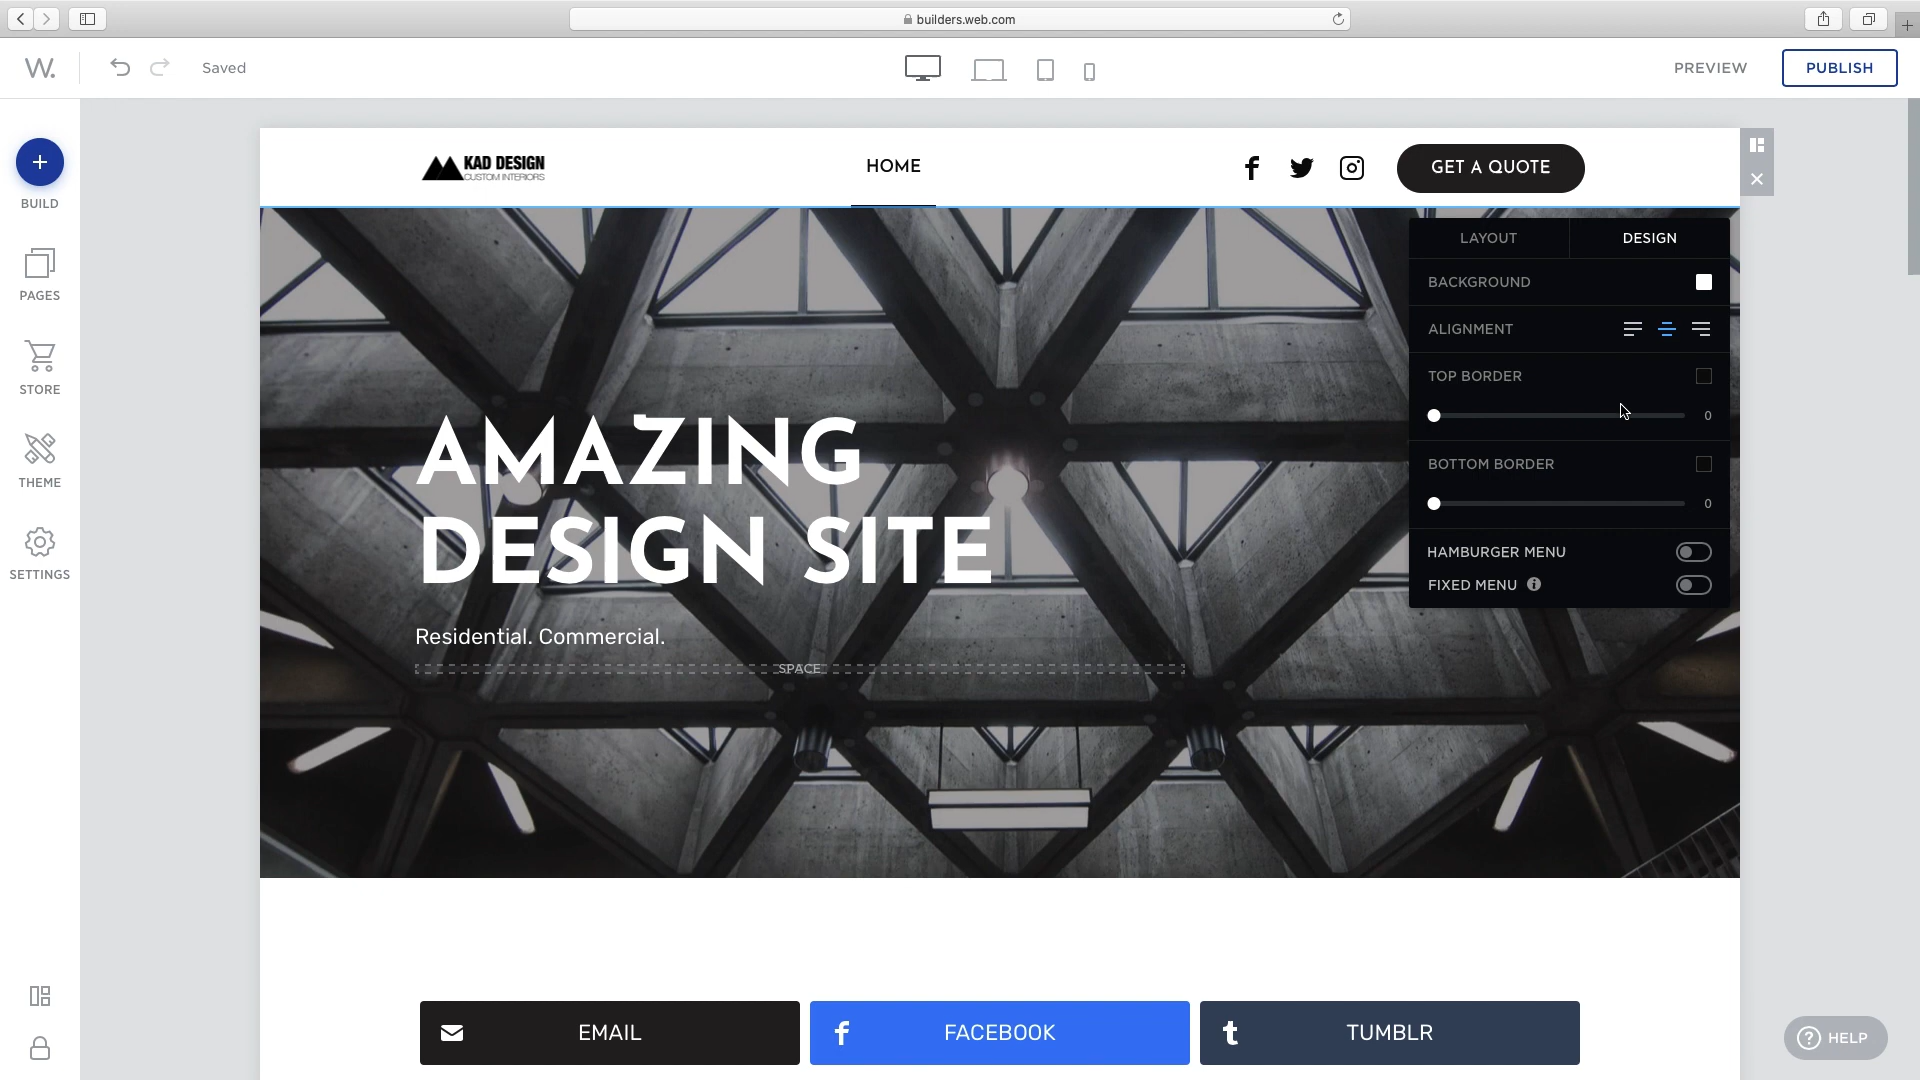 builders.web.com
W.
Saved
PREVIEW
PUBLISH
BUILD
PAGES
STORE
THEME
SETTINGS
KAD DESIGN
CUSTOM INTERIORS
HOME
GET A QUOTE
LAYOUT
DESIGN
BACKGROUND
ALIGNMENT
TOP BORDER
0
BOTTOM BORDER
0
HAMBURGER MENU
FIXED MENU
AMAZING
DESIGN SITE
Residential. Commercial.
SPACE
EMAIL
FACEBOOK
TUMBLR
? HELP